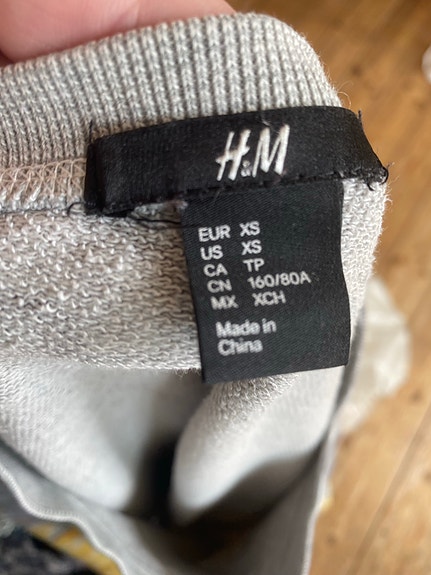 H&M
EUR XS
US XS
CA TP
CN 160/80A
MX XCH
Made in
China